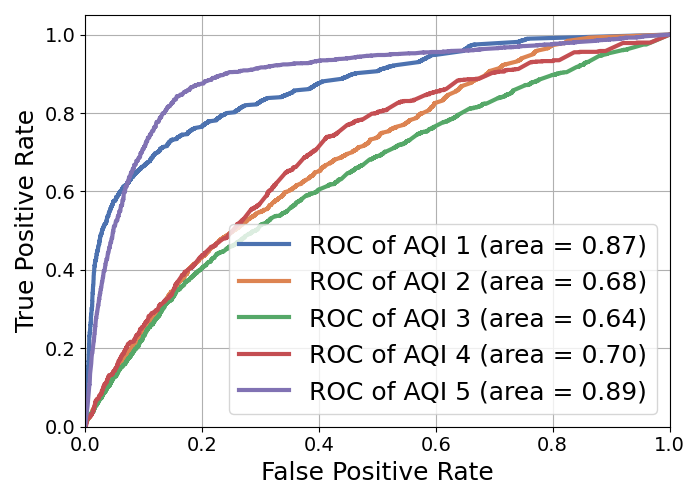 1.0
0.8
0.6
0.4
0.2
0.0
True Positive Rate
ROC of AQI 1 (area = 0.87)
ROC of AQI 2 (area = 0.68)
ROC of AQI 3 (area = 0.64)
ROC of AQI 4 (area = 0.70)
ROC of AQI 5 (area = 0.89)
0.0 0.2 0.4 0.6 0.8 1.0
False Positive Rate